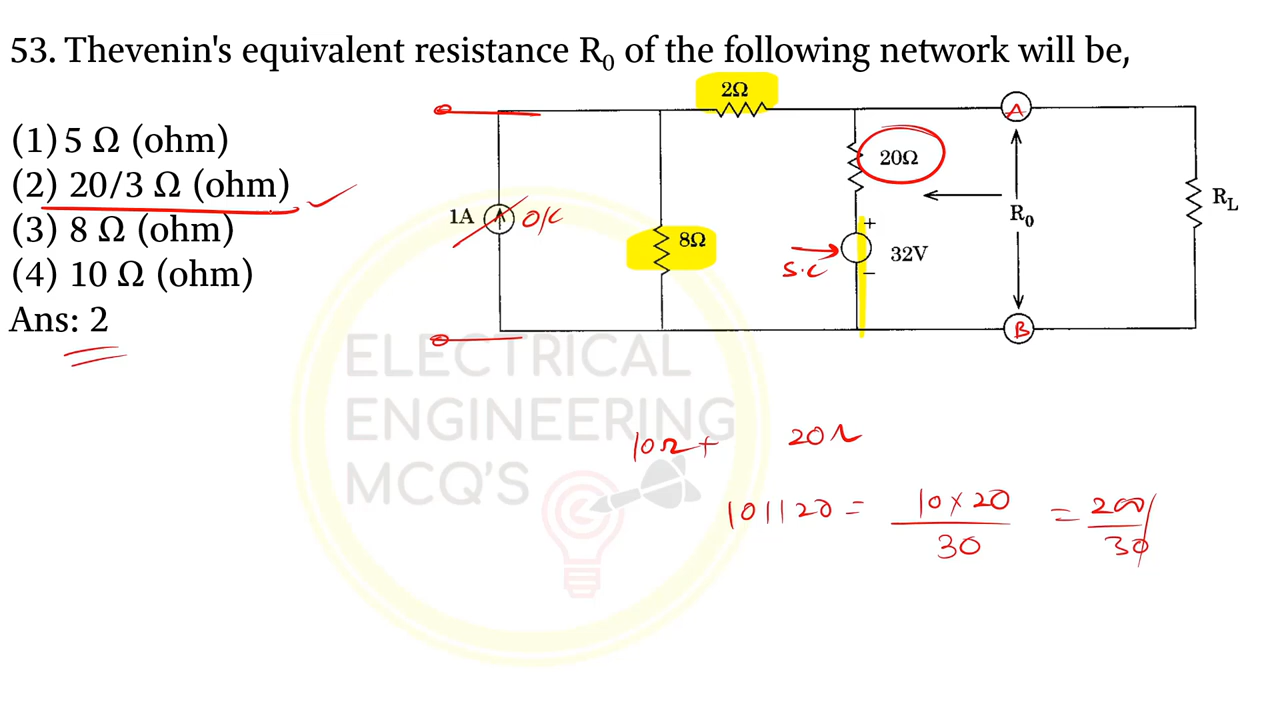 53. Thevenin's equivalent resistance R₀ of the following network will be,
(1) 5 Ω (ohm)
(2) 20/3 Ω (ohm)
(3) 8 Ω (ohm)
(4) 10 Ω (ohm)
Ans: 2
2Ω
A
20Ω
1A
O/C
8Ω
+
32V
−
S.C
R₀
R_L
B
ELECTRICAL
ENGINEERING
MCQ'S
10Ω + 20Ω
10||20 = 10 × 20 / 30 = 200 / 30